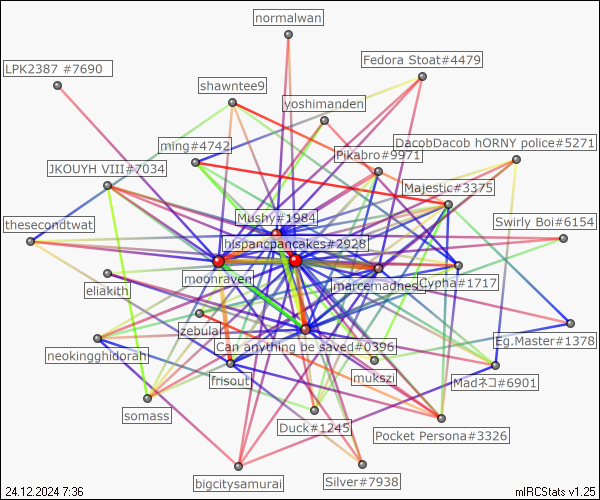 normalwan
Fedora Stoat#4479
LPK2387 #7690
shawntee9
yoshimanden
DacobDacob hORNY police#5271
ming#4742
Pikabro#9971
JKOUYH VIII#7034
Majestic#3375
Mushy#1984
thesecondtwat
Swirly Boi#6154
hispancpancakes#2928
moonraven
marcemadness
Cypha#1717
eliakith
zebular
Eg.Master#1378
Can anything be saved#0396
neokingghidorah
frisout
mukszi
Madネコ#6901
somass
Duck#1245
Pocket Persona#3326
bigcitysamurai
Silver#7938
24.12.2024 7:36
mIRCStats v1.25